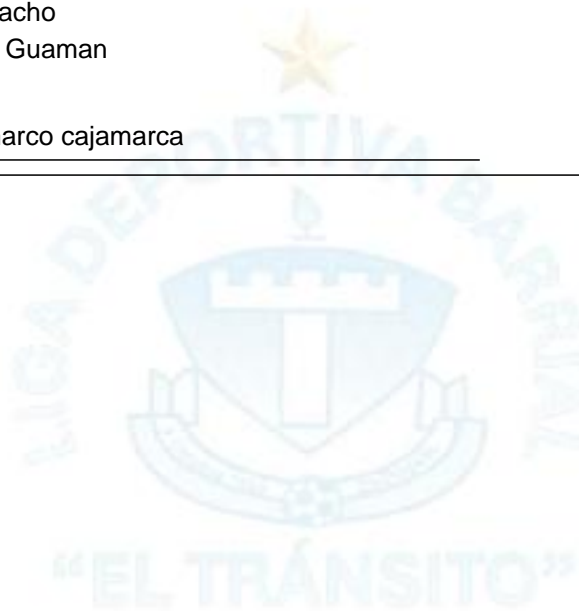 acho
Guaman
arco cajamarca
LIGA DEPORTIVA BARRIAL
“EL TRÁNSITO”